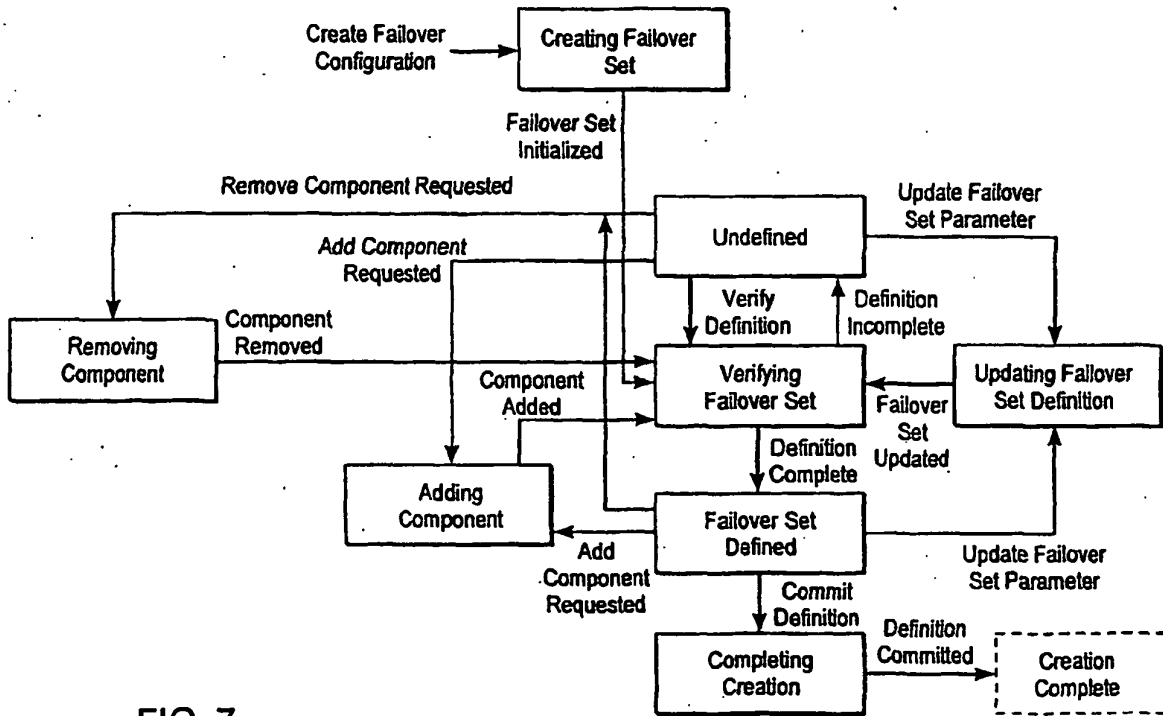 Create Failover
Configuration
Creating Failover
Set
Failover Set
Initialized
Remove Component Requested
Update Failover
Set Parameter
Undefined
Add Component
Requested
Verify
Definition
Definition
Incomplete
Removing
Component
Component
Removed
Verifying
Failover Set
Updating Failover
Set Definition
Component
Added
Failover
Set
Updated
Definition
Complete
Adding
Component
Failover Set
Defined
Add
Component
Requested
Update Failover
Set Parameter
Commit
Definition
Completing
Creation
Definition
Committed
Creation
Complete
FIG. 7